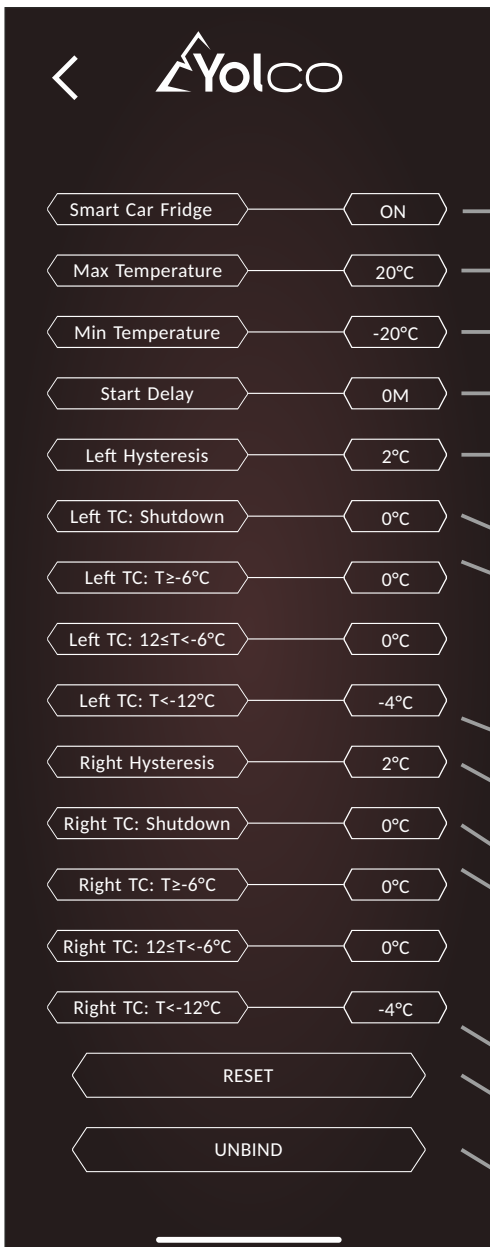 Yolco
Smart Car Fridge ON
Max Temperature 20°C
Min Temperature -20°C
Start Delay 0M
Left Hysteresis 2°C
Left TC: Shutdown 0°C
Left TC: T≥-6°C 0°C
Left TC: 12≤T<-6°C 0°C
Left TC: T<-12°C -4°C
Right Hysteresis 2°C
Right TC: Shutdown 0°C
Right TC: T≥-6°C 0°C
Right TC: 12≤T<-6°C 0°C
Right TC: T<-12°C -4°C
RESET
UNBIND